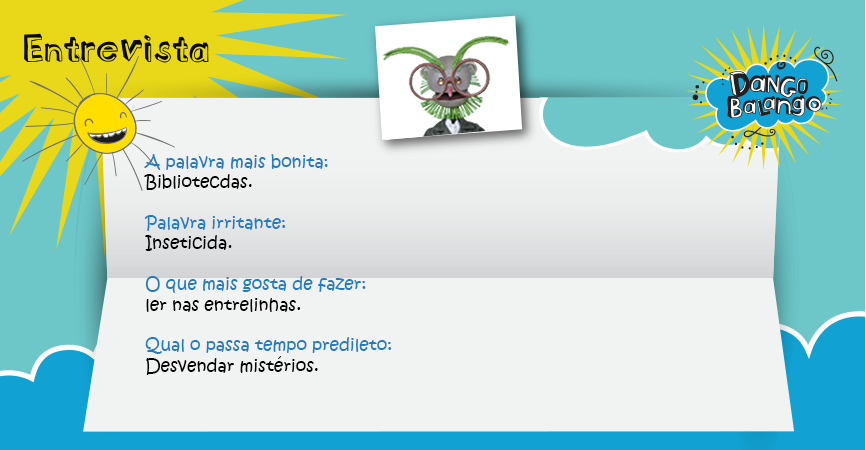 Entrevista
Dango
Balango
A palavra mais bonita:
Bibliotecdas.
Palavra irritante:
Inseticida.
O que mais gosta de fazer:
ler nas entrelinhas.
Qual o passa tempo predileto:
Desvendar mistérios.